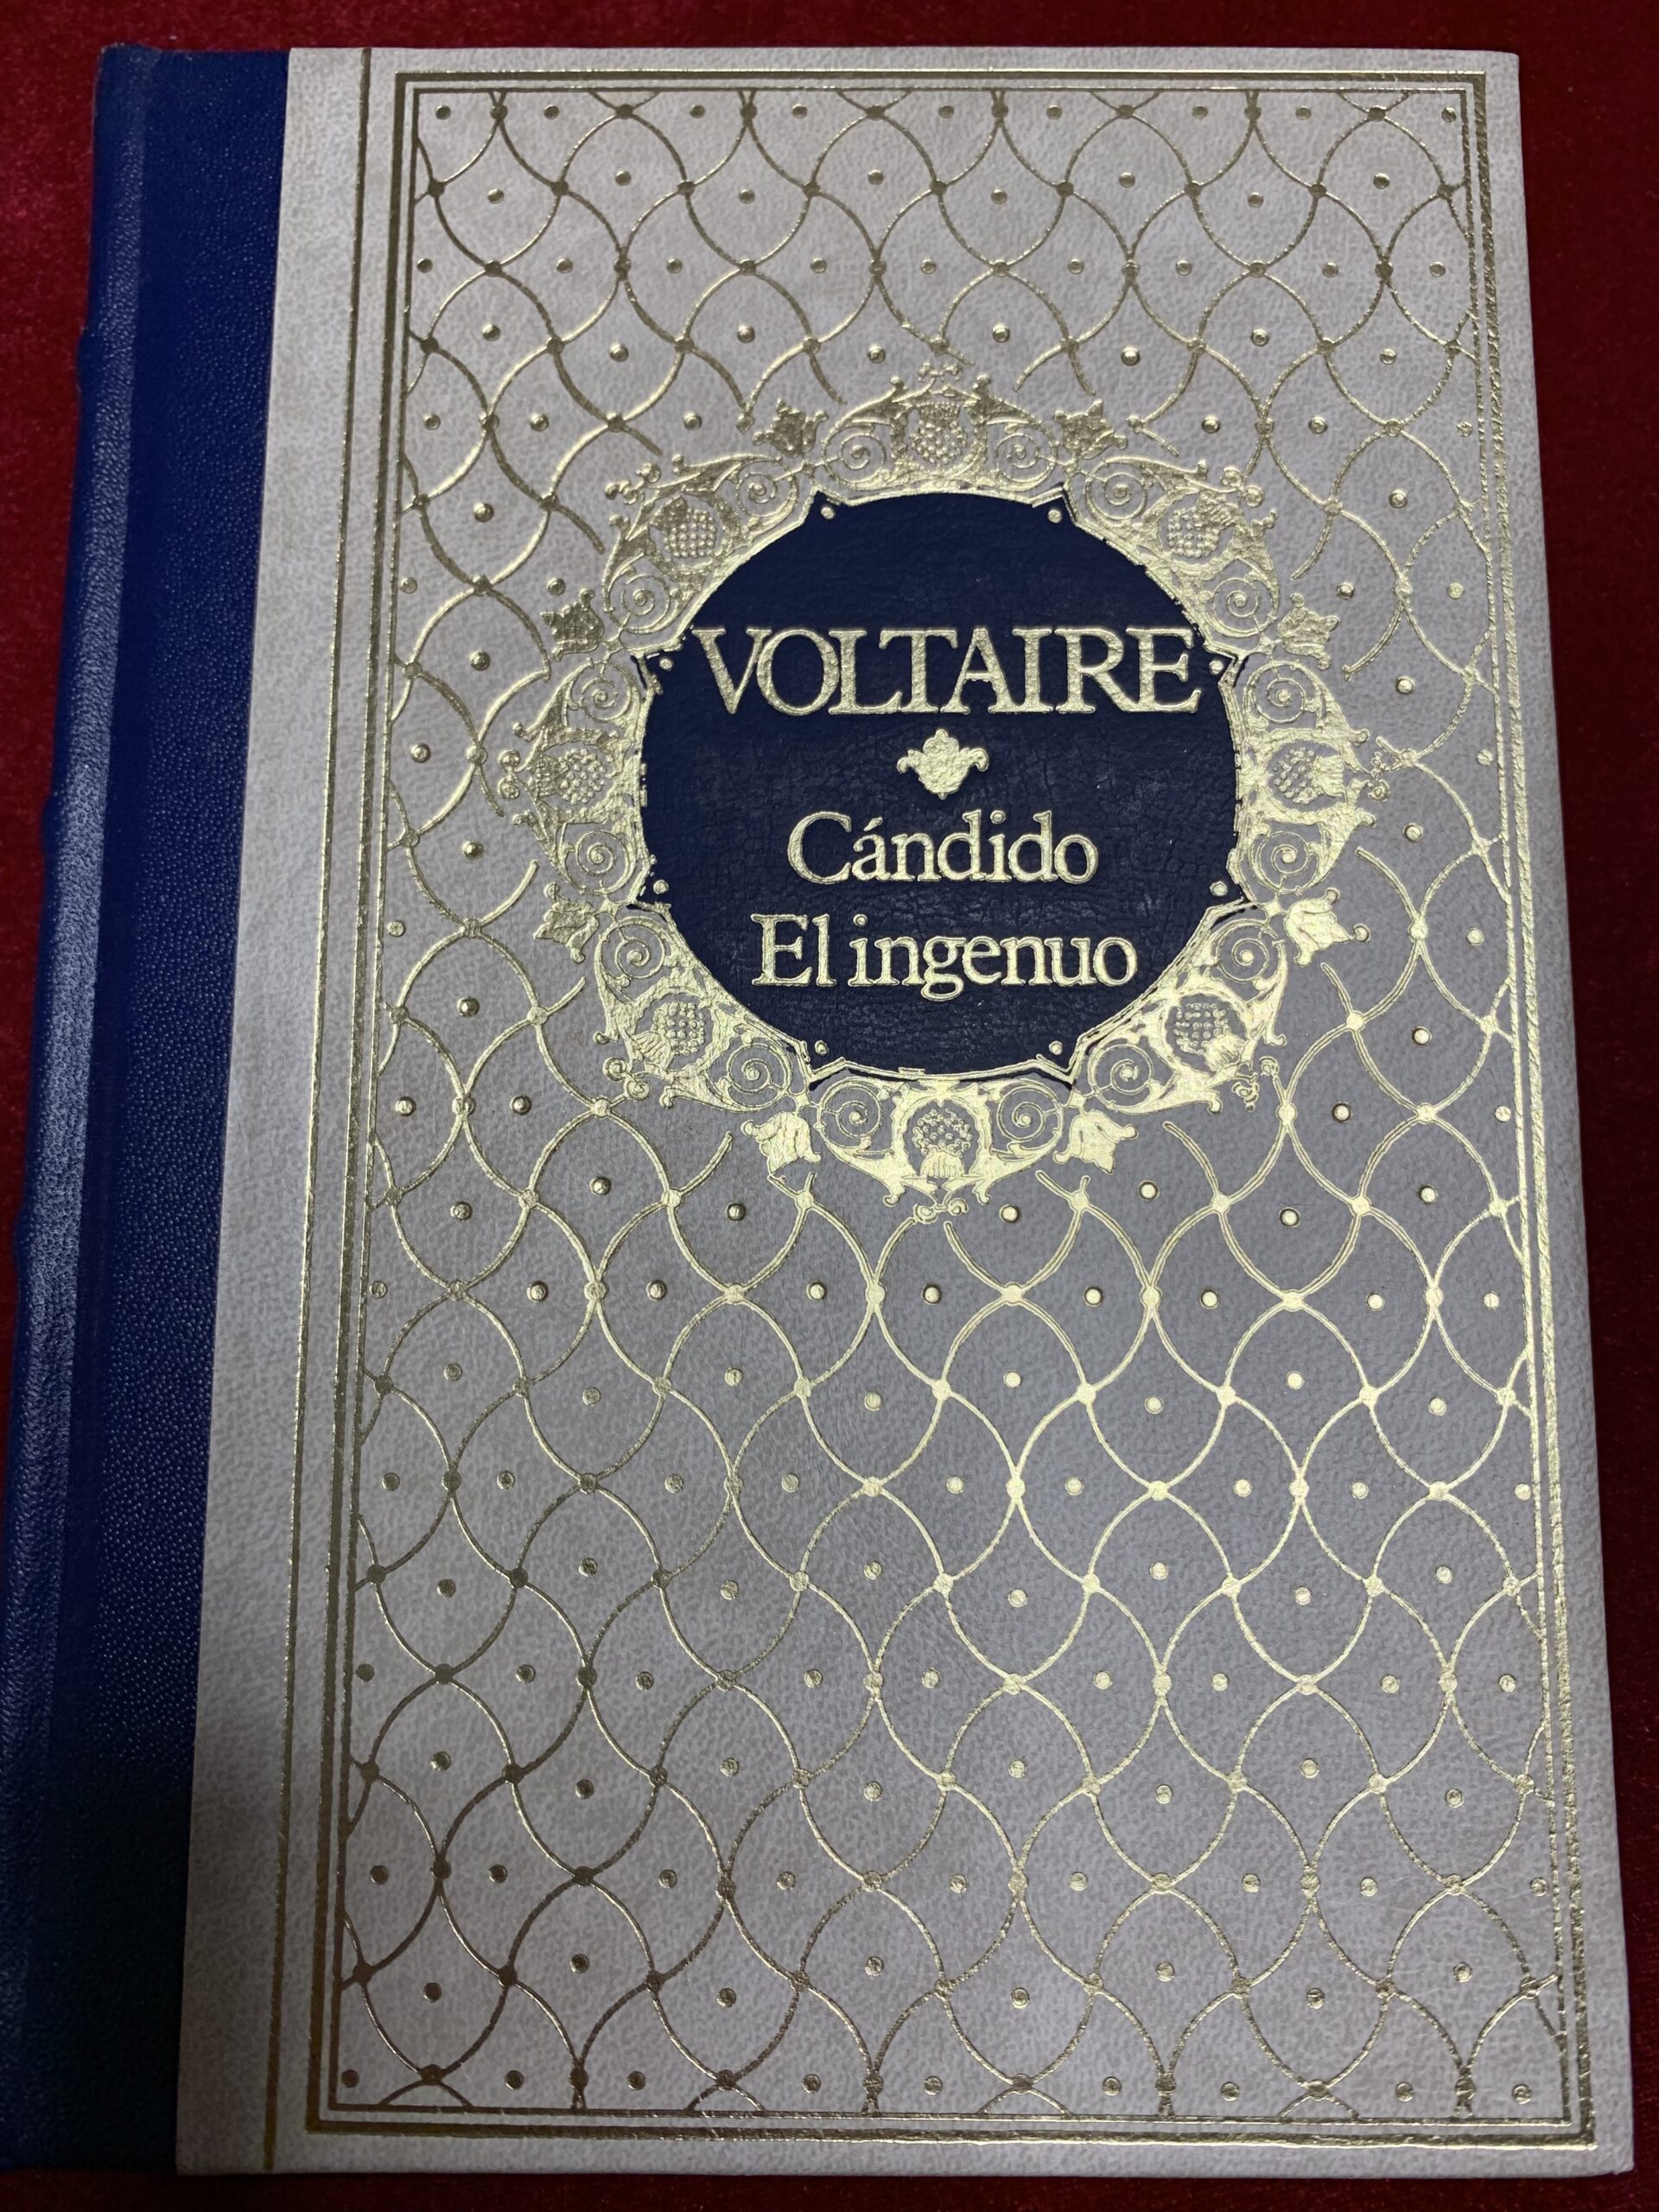 VOLTAIRE
Cándido
El ingenuo